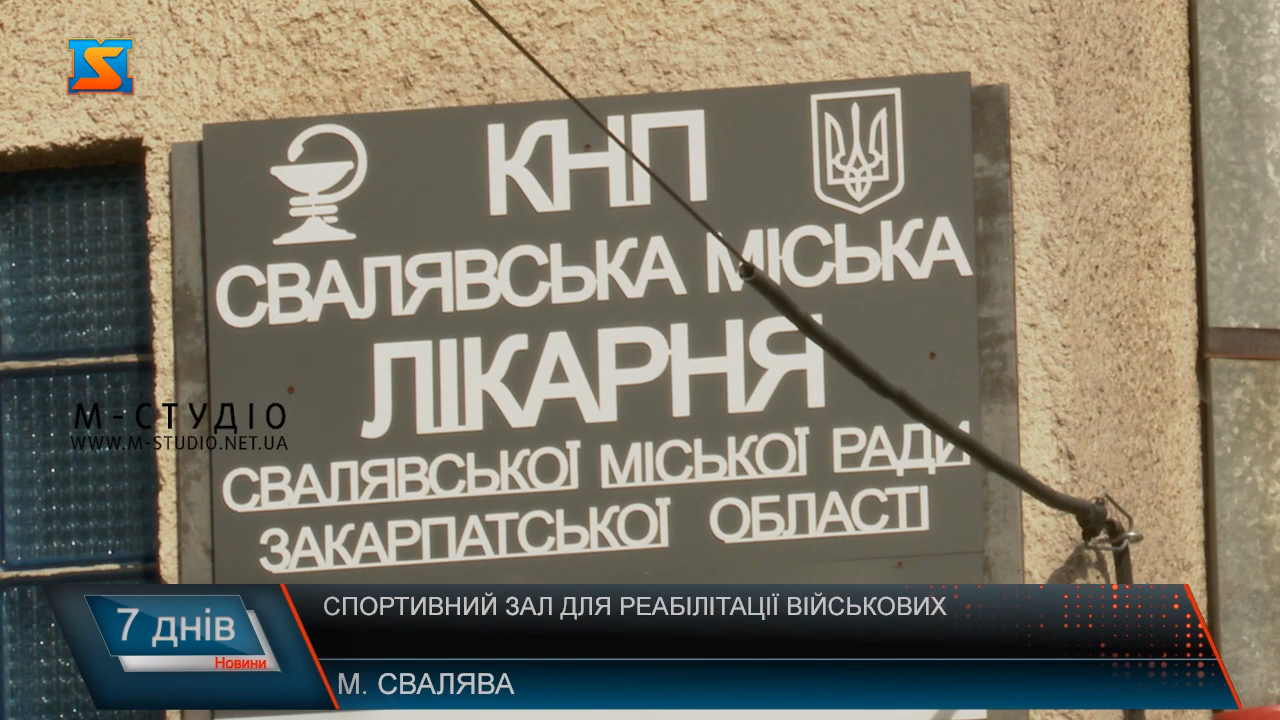 КНП
СВАЛЯВСЬКА МІСЬКА
ЛІКАРНЯ
М-СТУДІО
WWW.M-STUDIO.NET.UA
СВАЛЯВСЬКОЇ МІСЬКОЇ РАДИ
ЗАКАРПАТСЬКОЇ ОБЛАСТІ
7 днів
Новини
СПОРТИВНИЙ ЗАЛ ДЛЯ РЕАБІЛІТАЦІЇ ВІЙСЬКОВИХ
М. СВАЛЯВА